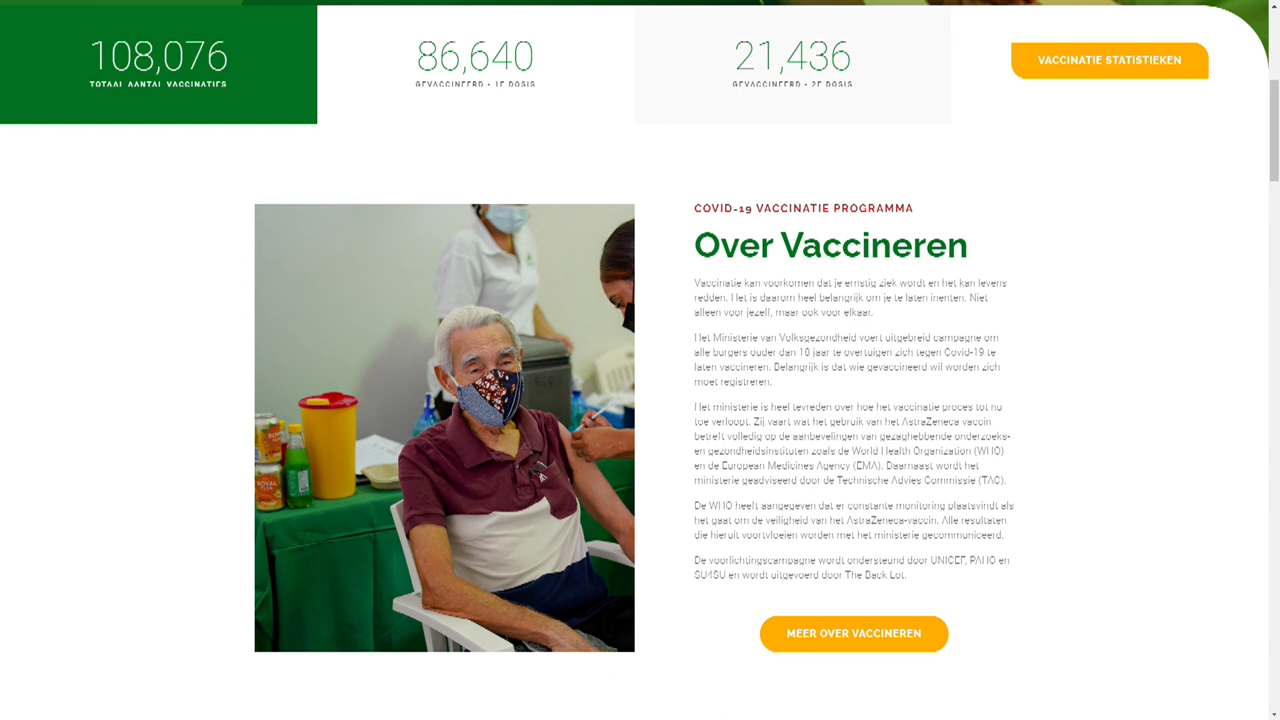 108,076
TOTAAL AANTAL VACCINATIES
86,640
GEVACCINEERD - 1E DOSIS
21,436
GEVACCINEERD - 2E DOSIS
VACCINATIE STATISTIEKEN
COVID-19 VACCINATIE PROGRAMMA
Over Vaccineren
Vaccinatie kan voorkomen dat je ernstig ziek wordt en het kan levens
redden. Het is daarom heel belangrijk om je te laten inenten. Niet
alleen voor jezelf, maar ook voor elkaar.
Het Ministerie van Volksgezondheid voert uitgebreid campagne om
alle burgers ouder dan 18 jaar te overtuigen zich tegen Covid-19 te
laten vaccineren. Belangrijk is dat wie gevaccineerd wil worden zich
moet registreren.
Het ministerie is heel tevreden over hoe het vaccinatie proces tot nu
toe verloopt. Zij vaart wat het gebruik van het AstraZeneca vaccin
betreft volledig op de aanbevelingen van gezaghebbende onderzoeks-
en gezondheidsinstituten zoals de World Health Organization (WHO)
en de European Medicines Agency (EMA). Daarnaast wordt het
ministerie geadviseerd door de Technische Advies Commissie (TAC).
De WHO heeft aangegeven dat er constante monitoring plaatsvindt als
het gaat om de veiligheid van het AstraZeneca-vaccin. Alle resultaten
die hieruit voortvloeien worden met het ministerie gecommuniceerd.
De voorlichtingscampagne wordt ondersteund door UNICEF, PAHO en
SU4SU en wordt uitgevoerd door The Back Lot.
MEER OVER VACCINEREN